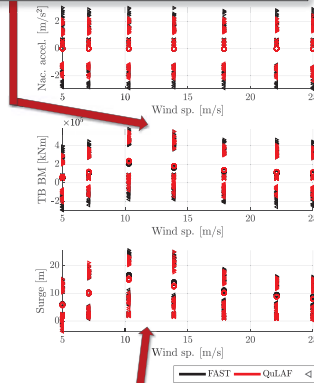 Nac. accel. [m/s²]
2
0
-2
5 10 15 20
Wind sp. [m/s]
TB BM [kNm]
4
2
0
-2
5 10 15 20
Wind sp. [m/s]
Surge [m]
20
10
0
5 10 15 20
Wind sp. [m/s]
FAST QuLAF